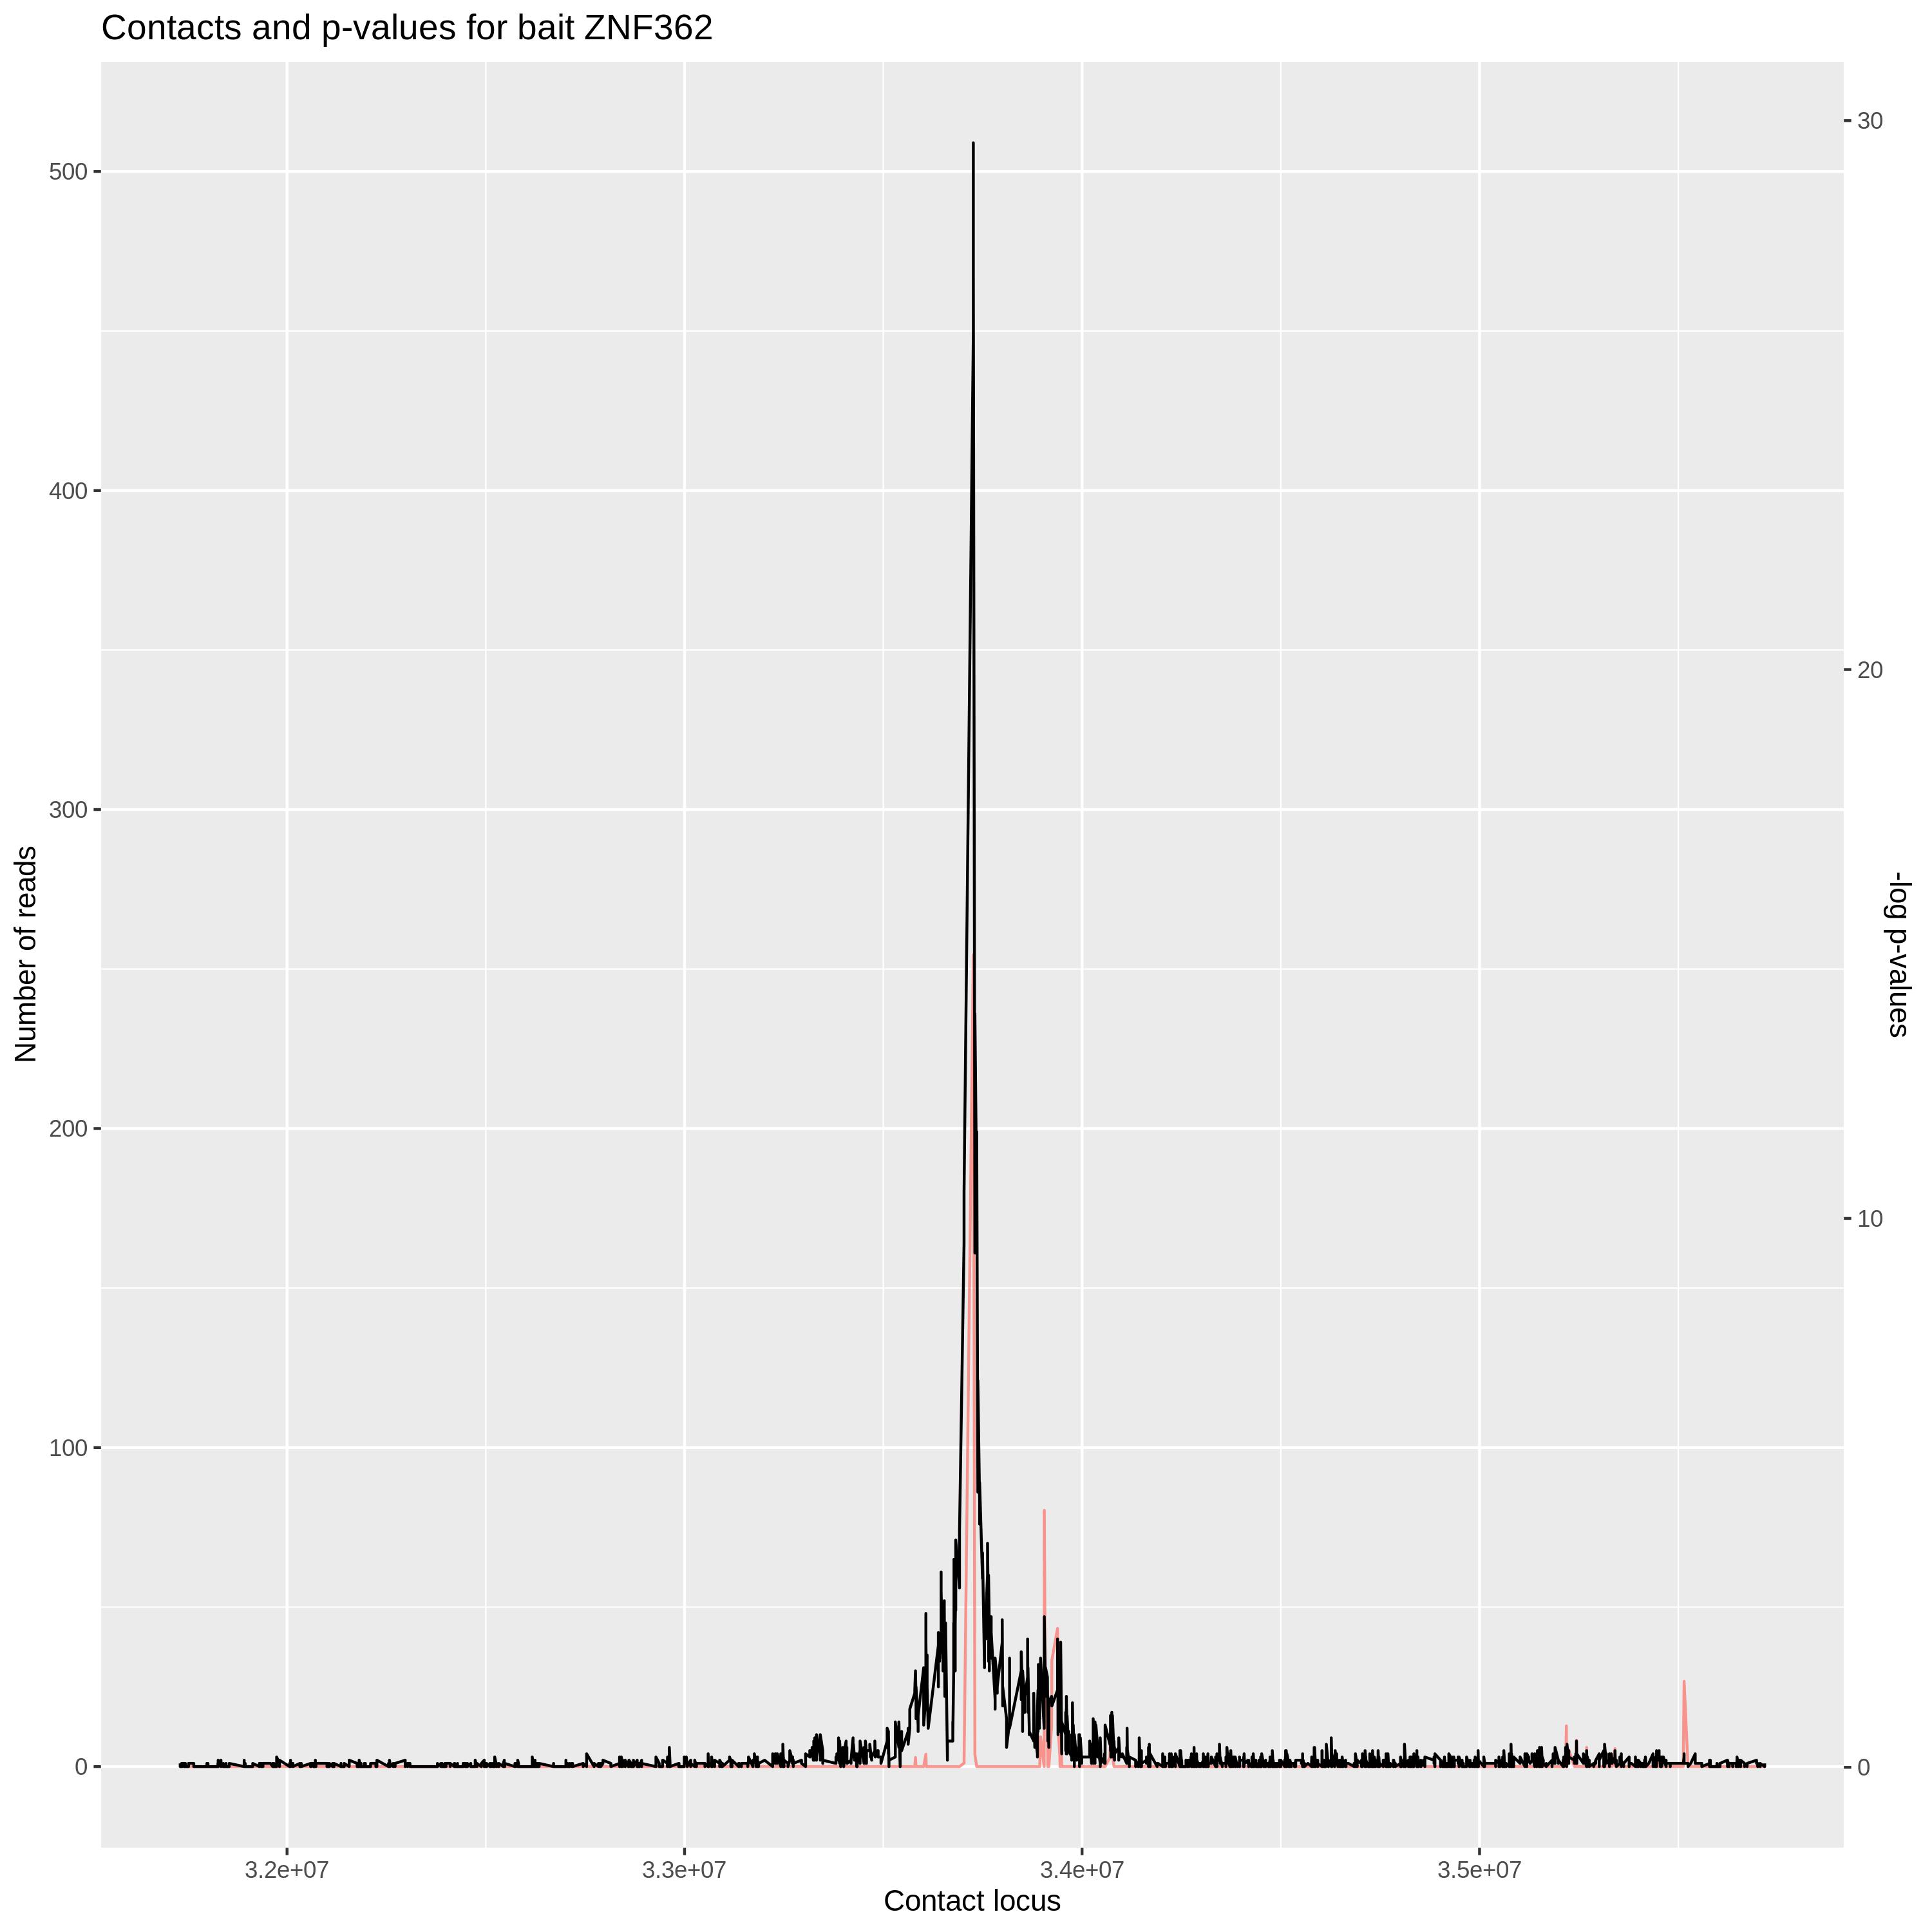 Contacts and p-values for bait ZNF362
500
400
300
200
100
0
Number of reads
30
20
10
0
-log p-values
3.2e+07
3.3e+07
3.4e+07
3.5e+07
Contact locus